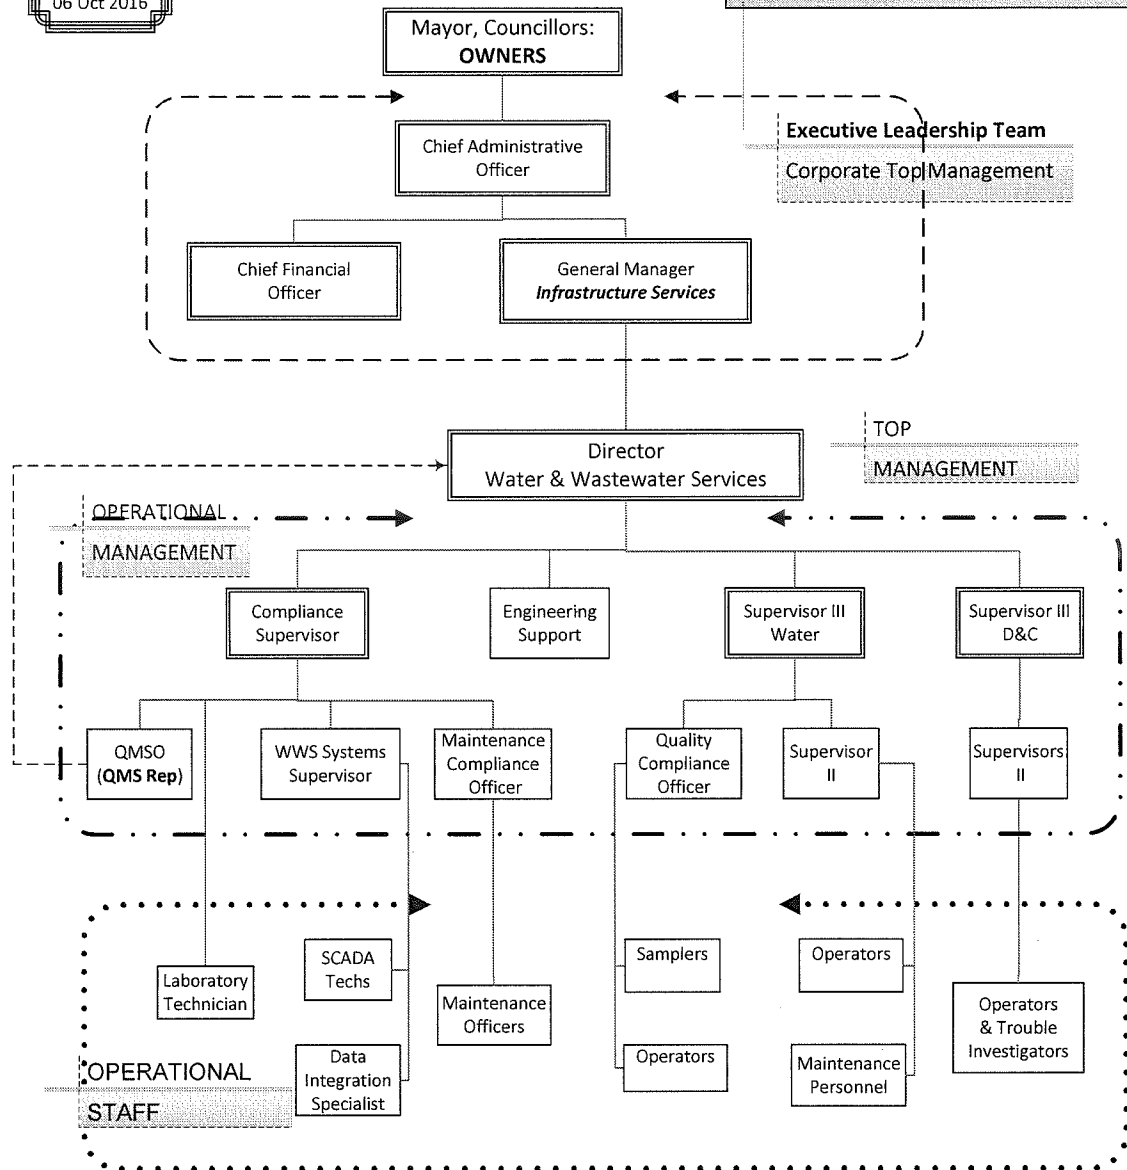 06 Oct 2016
Mayor, Councillors:
OWNERS
Chief Administrative
Officer
Executive Leadership Team
Corporate Top Management
Chief Financial
Officer
General Manager
Infrastructure Services
Director
Water & Wastewater Services
TOP
MANAGEMENT
OPERATIONAL
MANAGEMENT
Compliance
Supervisor
Engineering
Support
Supervisor III
Water
Supervisor III
D&C
QMSO
(QMS Rep)
WWS Systems
Supervisor
Maintenance
Compliance
Officer
Quality
Compliance
Officer
Supervisor
II
Supervisors
II
Laboratory
Technician
SCADA
Techs
Maintenance
Officers
Samplers
Operators
Operators
& Trouble
Investigators
Data
Integration
Specialist
Operators
Maintenance
Personnel
OPERATIONAL
STAFF